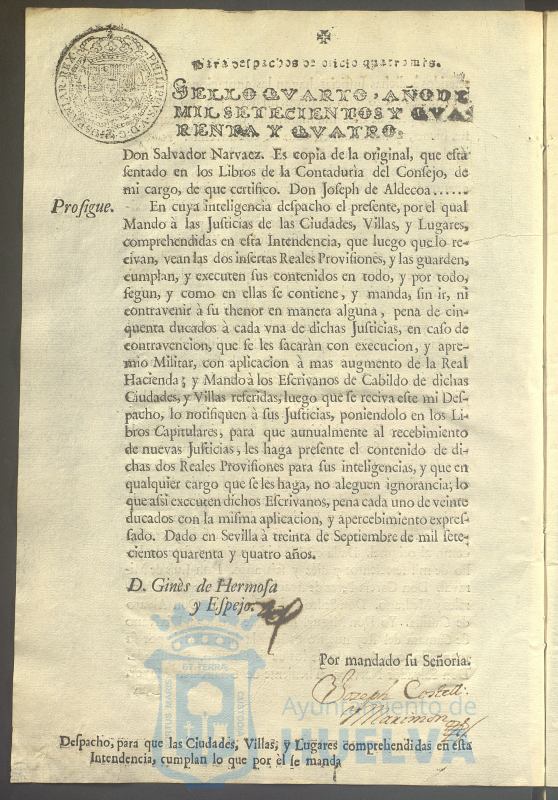 ✠
Para despachos de oficio quatro mrs.
SELLO QVARTO, AÑO DE
MIL SETECIENTOS Y QVA-
RENTA Y QVATRO.
PHILIPPUS V D. G. HISPANIAR. REX
Don Salvador Narvaez. Es copia de la original, que està
sentado en los Libros de la Contadurìa del Consejo, de
mi cargo, de que certifico. Don Joseph de Aldecoa......
Prosigue.
En cuya inteligencia despacho el presente, por el qual
Mando à las Justicias de las Ciudades, Villas, y Lugares,
comprehendidas en esta Intendencia, que luego que lo re-
civan, vean las dos insertas Reales Provisiones, y las guarden,
cumplan, y executen sus contenidos en todo, y por todo,
segun, y como en ellas se contiene, y manda, sin ir, ni
contravenir à su thenor en manera alguna, pena de cin-
quenta ducados à cada vna de dichas Justicias, en caso de
contravencion, que se les sacaràn con execucion, y apre-
mio Militar, con aplicacion à mas augmento de la Real
Hacienda; y Mando à los Escrivanos de Cabildo de dichas
Ciudades, y Villas referidas, luego que se reciva este mi Des-
pacho, lo notifiquen à sus Justicias, poniendolo en los Li-
bros Capitulares, para que aunualmente al recebimiento
de nuevas Justicias, les haga presente el contenido de di-
chas dos Reales Provisiones para sus inteligencias, y que en
qualquier cargo que se les haga, no aleguen ignorancia; lo
que assi executen dichos Escrivanos, pena cada uno de veinte
ducados con la misma aplicacion, y apercebimiento expres-
sado. Dado en Sevilla à treinta de Septiembre de mil sete-
cientos quarenta y quatro años.
D. Ginès de Hermosa
y Espejo.
Por mandado su Señoria.
Joseph Costell.
y Marimon
Ayuntamiento de
HUELVA
PORTUS MARIS ET TERRÆ CUSTODIA
Despacho, para que las Ciudades, Villas, y Lugares comprehendidas en esta
Intendencia, cumplan lo que por èl se manda